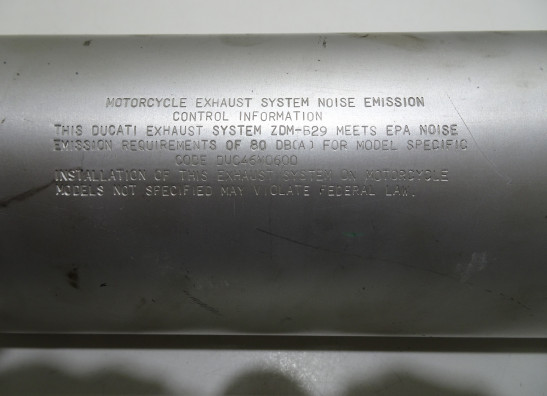 MOTORCYCLE EXHAUST SYSTEM NOISE EMISSION
CONTROL INFORMATION
THIS DUCATI EXHAUST SYSTEM ZDM-629 MEETS EPA NOISE
EMISSION REQUIREMENTS OF 80 DB(A) FOR MODEL SPECIFIC
CODE
INSTALLATION OF THIS EXHAUST SYSTEM ON MOTORCYCLE
MODELS NOT SPECIFIED MAY VIOLATE FEDERAL LAW.